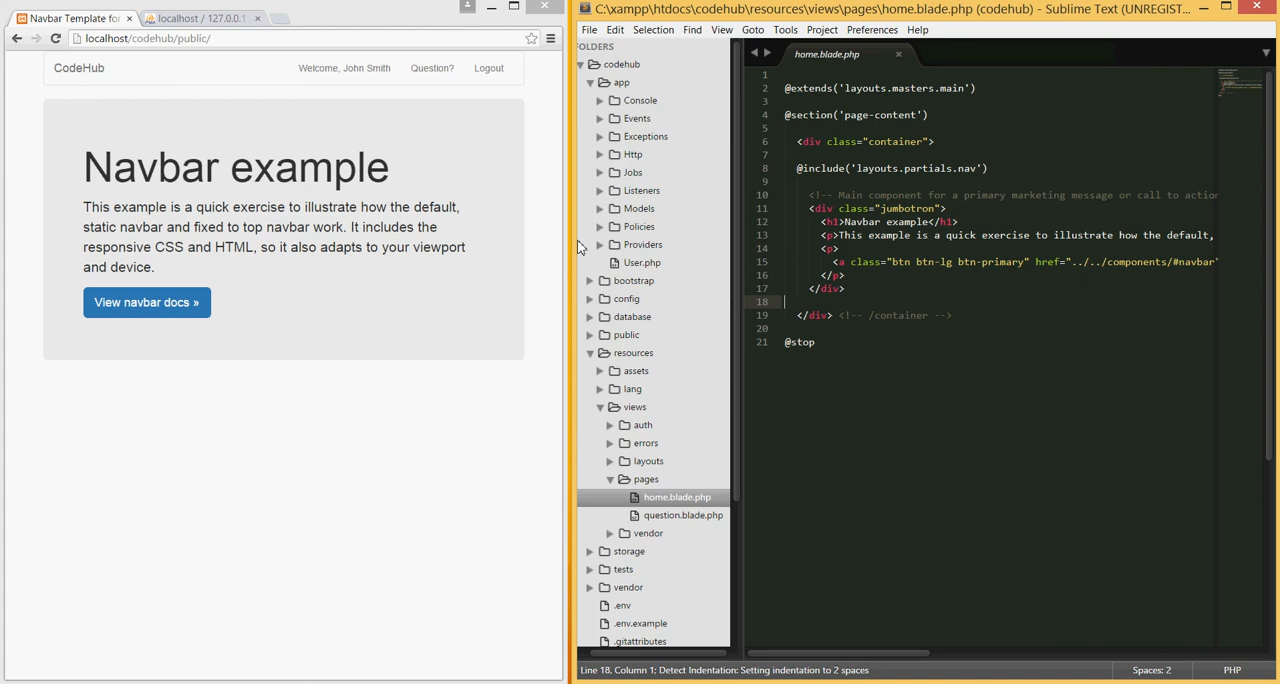 Navbar Template for
localhost / 127.0.0.1
localhost/codehub/public/
CodeHub
Welcome, John Smith
Question?
Logout
Navbar example
This example is a quick exercise to illustrate how the default,
static navbar and fixed to top navbar work. It includes the
responsive CSS and HTML, so it also adapts to your viewport
and device.
View navbar docs »
C:\xampp\htdocs\codehub\resources\views\pages\home.blade.php (codehub) - Sublime Text (UNREGIST...
File Edit Selection Find View Goto Tools Project Preferences Help
FOLDERS
codehub
app
Console
Events
Exceptions
Http
Jobs
Listeners
Models
Policies
Providers
User.php
bootstrap
config
database
public
resources
assets
lang
views
auth
errors
layouts
pages
home.blade.php
question.blade.php
vendor
storage
tests
vendor
.env
.env.example
.gitattributes
home.blade.php
1
2 @extends('layouts.masters.main')
3
4 @section('page-content')
5
6 <div class="container">
7
8 @include('layouts.partials.nav')
9
10 <!-- Main component for a primary marketing message or call to action
11 <div class="jumbotron">
12 <h1>Navbar example</h1>
13 <p>This example is a quick exercise to illustrate how the default,
14 <p>
15 <a class="btn btn-lg btn-primary" href="../../components/#navbar"
16 </p>
17 </div>
18
19 </div> <!-- /container -->
20
21 @stop
Line 18, Column 1; Detect Indentation: Setting indentation to 2 spaces
Spaces: 2
PHP